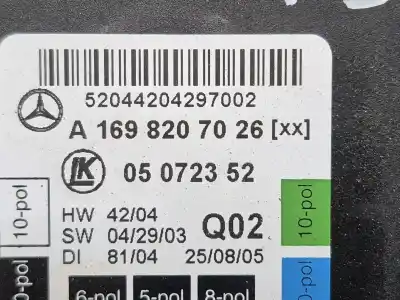 52044204297002
A 169 820 70 26 [xx]
LK 05 0723 52
HW 42/04
SW 04/29/03
DI 81/04 25/08/05
Q02
10-pol
10-pol
6-pol 5-pol 8-pol